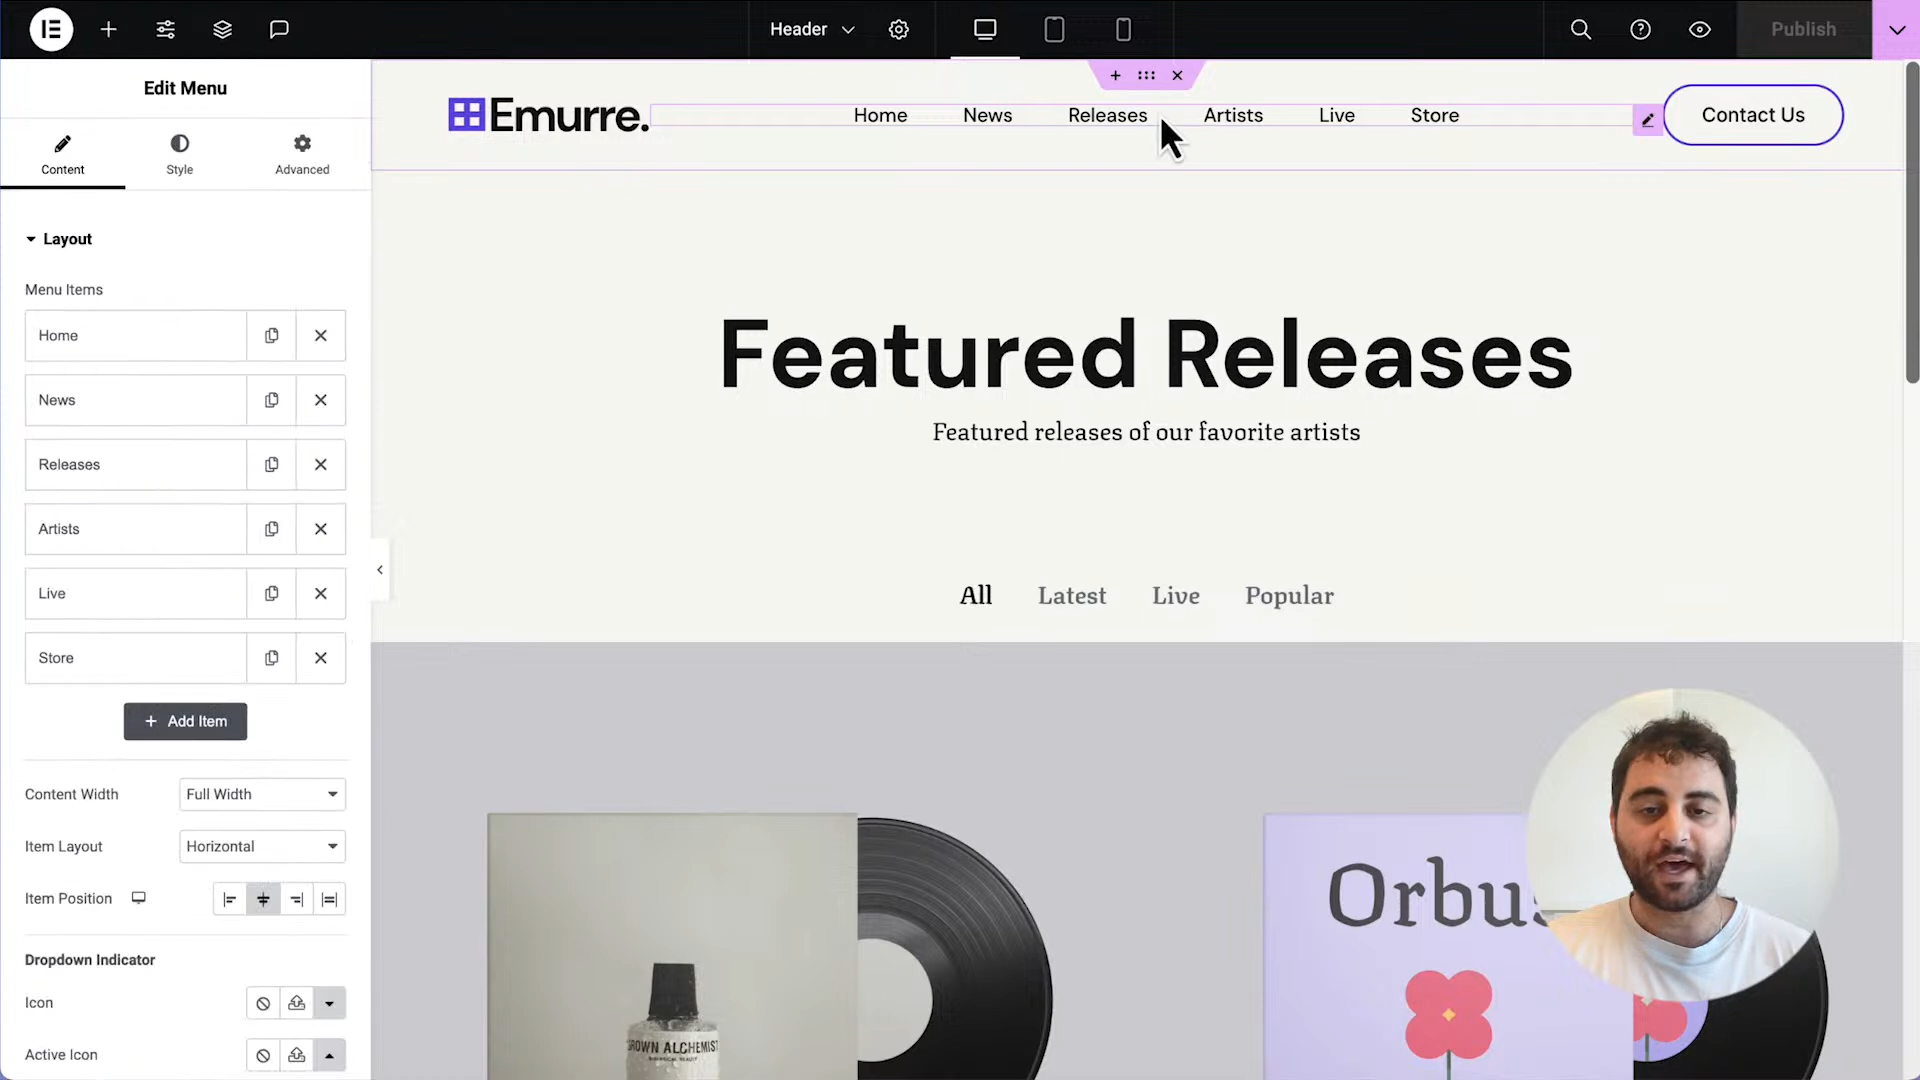 Header
Publish
Edit Menu
Content
Style
Advanced
Layout
Menu Items
Home
News
Releases
Artists
Live
Store
+ Add Item
Content Width
Full Width
Item Layout
Horizontal
Item Position
Dropdown Indicator
Icon
Active Icon
Emurre.
Home
News
Releases
Artists
Live
Store
Contact Us
Featured Releases
Featured releases of our favorite artists
All
Latest
Live
Popular
GROWN ALCHEMIST
Orbus